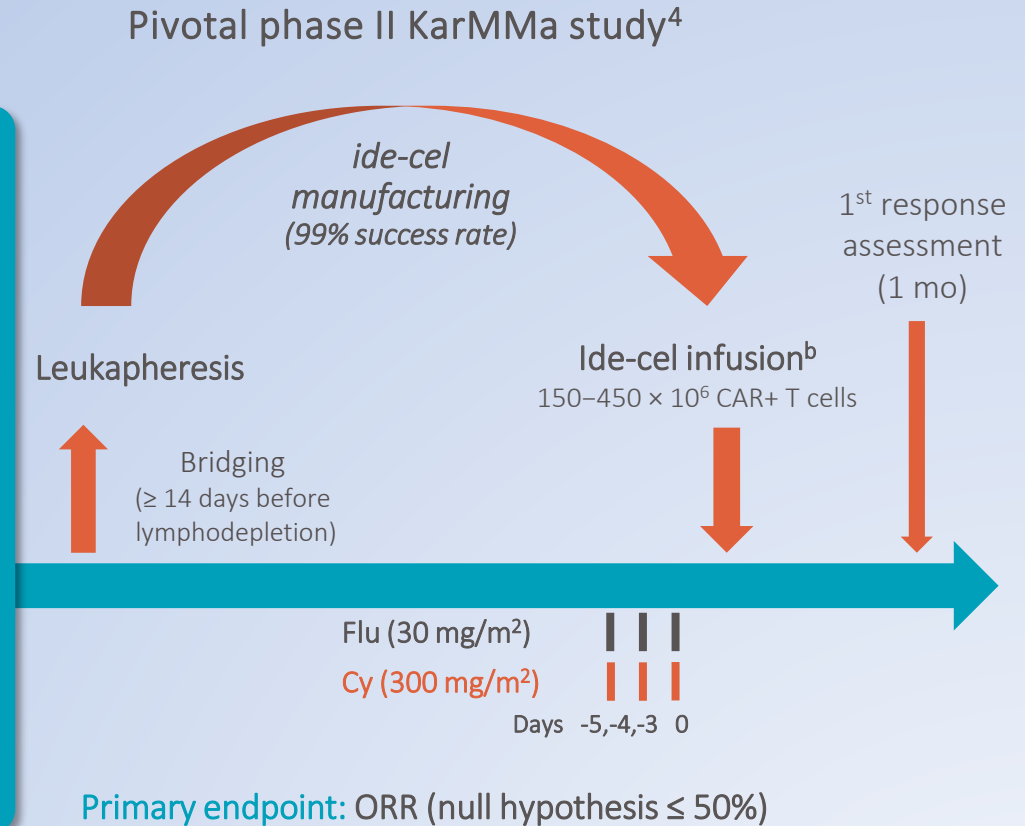 Pivotal phase II KarMMa study⁴
ide-cel
manufacturing
(99% success rate)
1ˢᵗ response
assessment
(1 mo)
Leukapheresis
Ide-cel infusionᵇ
150–450 × 10⁶ CAR+ T cells
Bridging
(≥ 14 days before
lymphodepletion)
Flu (30 mg/m²)
Cy (300 mg/m²)
Days -5,-4,-3 0
Primary endpoint: ORR (null hypothesis ≤ 50%)